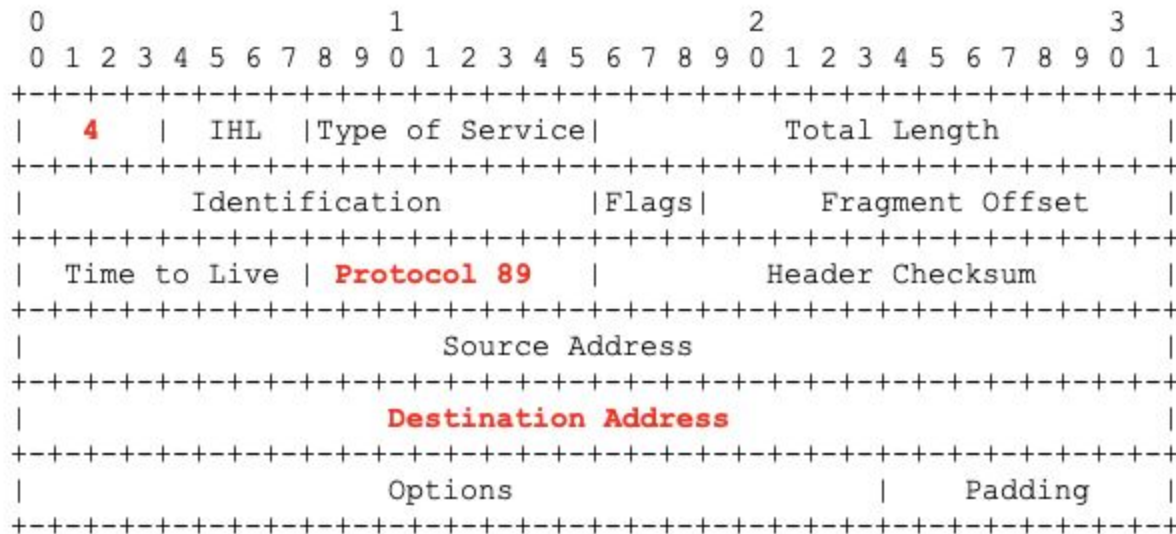 0                   1                   2                   3
 0 1 2 3 4 5 6 7 8 9 0 1 2 3 4 5 6 7 8 9 0 1 2 3 4 5 6 7 8 9 0 1
+-+-+-+-+-+-+-+-+-+-+-+-+-+-+-+-+-+-+-+-+-+-+-+-+-+-+-+-+-+-+-+-+
|   4   |  IHL  |Type of Service|          Total Length         |
+-+-+-+-+-+-+-+-+-+-+-+-+-+-+-+-+-+-+-+-+-+-+-+-+-+-+-+-+-+-+-+-+
|         Identification        |Flags|      Fragment Offset    |
+-+-+-+-+-+-+-+-+-+-+-+-+-+-+-+-+-+-+-+-+-+-+-+-+-+-+-+-+-+-+-+-+
|  Time to Live | Protocol 89   |         Header Checksum       |
+-+-+-+-+-+-+-+-+-+-+-+-+-+-+-+-+-+-+-+-+-+-+-+-+-+-+-+-+-+-+-+-+
|                       Source Address                          |
+-+-+-+-+-+-+-+-+-+-+-+-+-+-+-+-+-+-+-+-+-+-+-+-+-+-+-+-+-+-+-+-+
|                    Destination Address                        |
+-+-+-+-+-+-+-+-+-+-+-+-+-+-+-+-+-+-+-+-+-+-+-+-+-+-+-+-+-+-+-+-+
|                    Options                    |    Padding    |
+-+-+-+-+-+-+-+-+-+-+-+-+-+-+-+-+-+-+-+-+-+-+-+-+-+-+-+-+-+-+-+-+